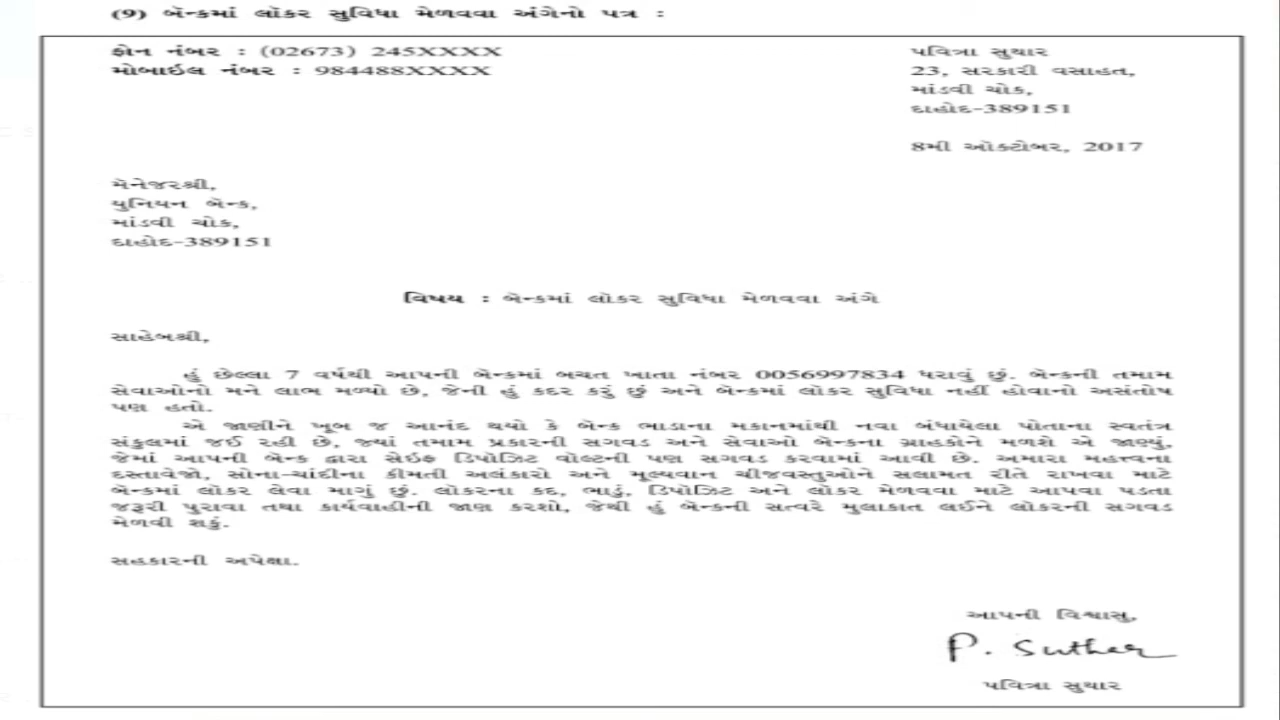 (9) બૅન્કમાં લૉકર સુવિધા મેળવવા અંગેનો પત્ર :
ફોન નંબર : (02673) 245XXXX
મોબાઈલ નંબર : 984488XXXX
પવિત્રા સુથાર
23, સરકારી વસાહત,
માંડવી ચોક,
દાહોદ-389151
8મી ઑક્ટોબર, 2017
મૅનેજરશ્રી,
યુનિયન બૅન્ક,
માંડવી ચોક,
દાહોદ-389151
વિષય : બૅન્કમાં લૉકર સુવિધા મેળવવા અંગે
સાહેબશ્રી,
હું છેલ્લા 7 વર્ષથી આપની બૅન્કમાં બચત ખાતા નંબર 0056997834 ધરાવું છું. બૅન્કની તમામ
સેવાઓનો મને લાભ મળ્યો છે, જેની હું કદર કરું છું અને બૅન્કમાં લૉકર સુવિધા નહીં હોવાનો અસંતોષ
પણ હતો.
એ જાણીને ખૂબ જ આનંદ થયો કે બૅન્ક ભાડાના મકાનમાંથી નવા બંધાયેલા પોતાના સ્વતંત્ર
સંકુલમાં જઈ રહી છે, જ્યાં તમામ પ્રકારની સગવડ અને સેવાઓ બૅન્કના ગ્રાહકોને મળશે એ જાણ્યું,
જેમાં આપની બૅન્ક દ્વારા સેઇફ ડિપોઝિટ વૉલ્ટની પણ સગવડ કરવામાં આવી છે. અમારા મહત્ત્વના
દસ્તાવેજો, સોના-ચાંદીના કીમતી અલંકારો અને મૂલ્યવાન ચીજવસ્તુઓને સલામત રીતે રાખવા માટે
બૅન્કમાં લૉકર લેવા માગું છું. લૉકરના કદ, ભાડું, ડિપોઝિટ અને લૉકર મેળવવા માટે આપવા પડતા
જરૂરી પુરાવા તથા કાર્યવાહીની જાણ કરશો, જેથી હું બૅન્કની સત્વરે મુલાકાત લઈને લૉકરની સગવડ
મેળવી શકું.
સહકારની અપેક્ષા.
આપની વિશ્વાસુ,
P. Suthar
પવિત્રા સુથાર